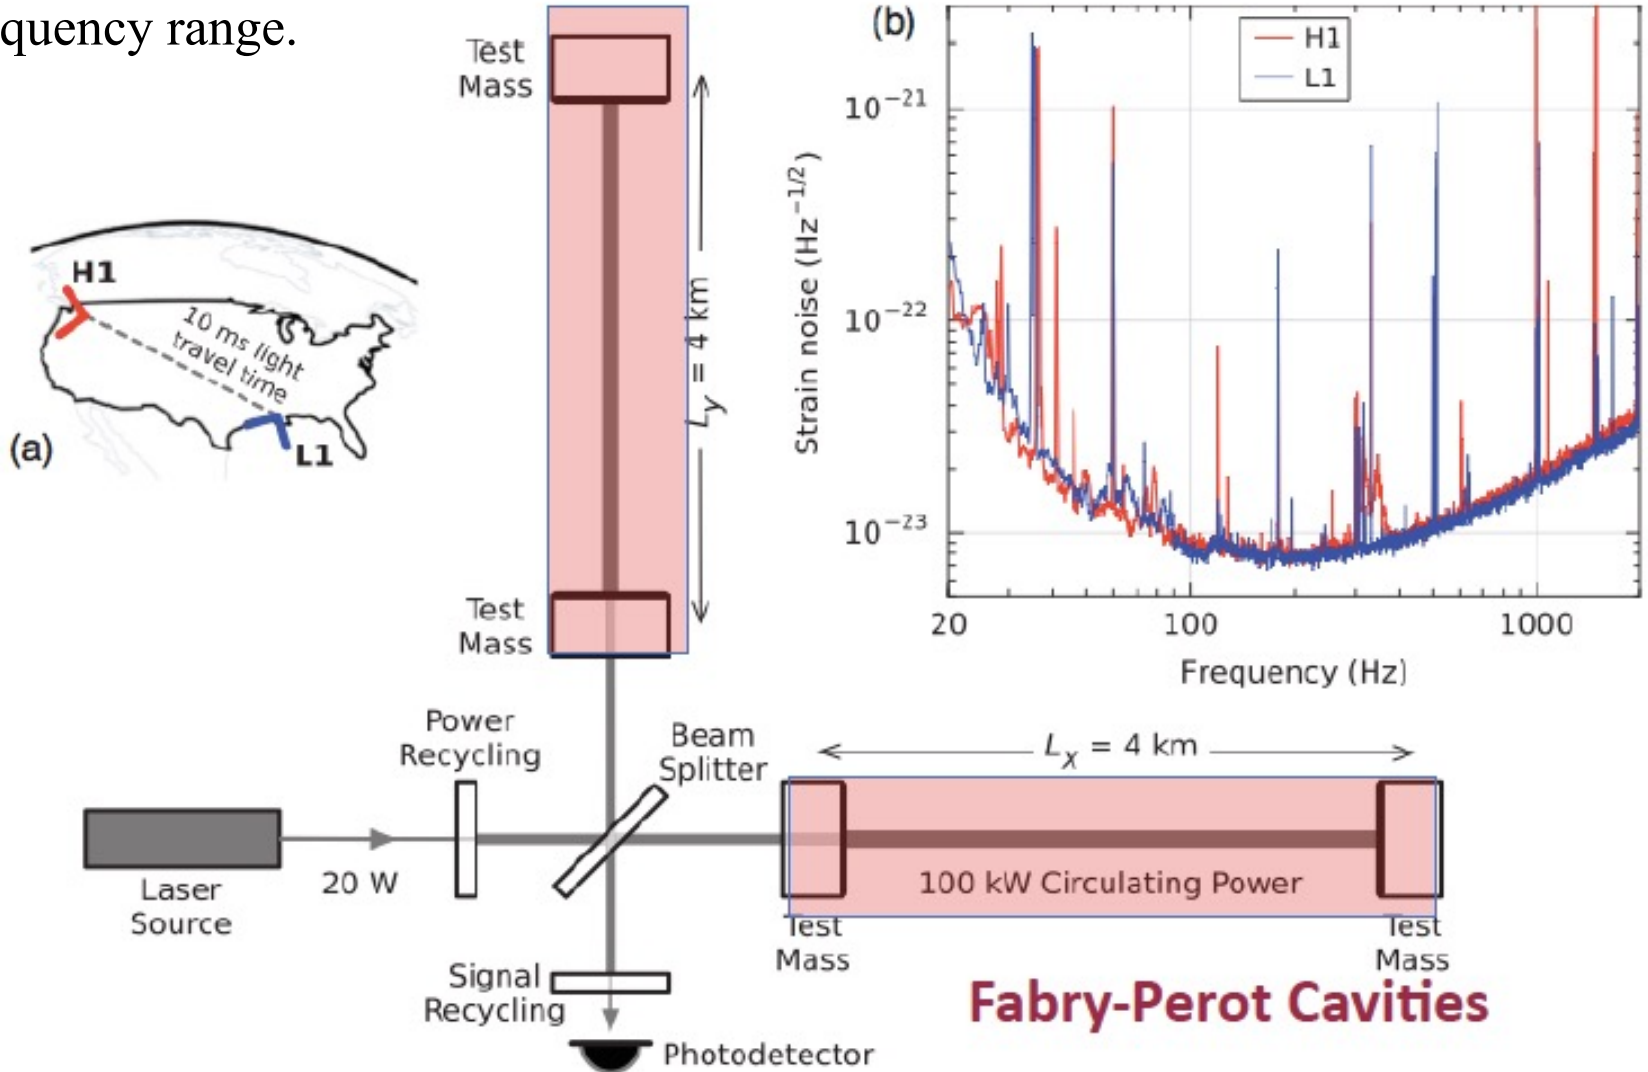 quency range.
Test
Mass
Test
Mass
L_y = 4 km
H1
10 ms light
travel time
(a)
L1
(b)
H1
L1
10^−21
10^−22
10^−23
Strain noise (Hz^−1/2)
20 100 1000
Frequency (Hz)
Power
Recycling
Beam
Splitter
L_x = 4 km
Laser
Source
20 W
100 kW Circulating Power
Test
Mass
Test
Mass
Signal
Recycling
Photodetector
Fabry-Perot Cavities